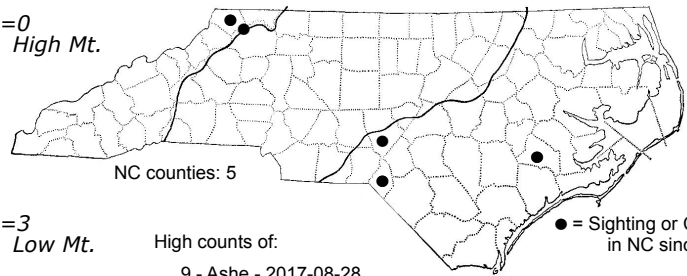 =0
High Mt.
NC counties: 5
=3
Low Mt.
High counts of:
● = Sighting or
in NC
9 - Ashe - 2017-08-28